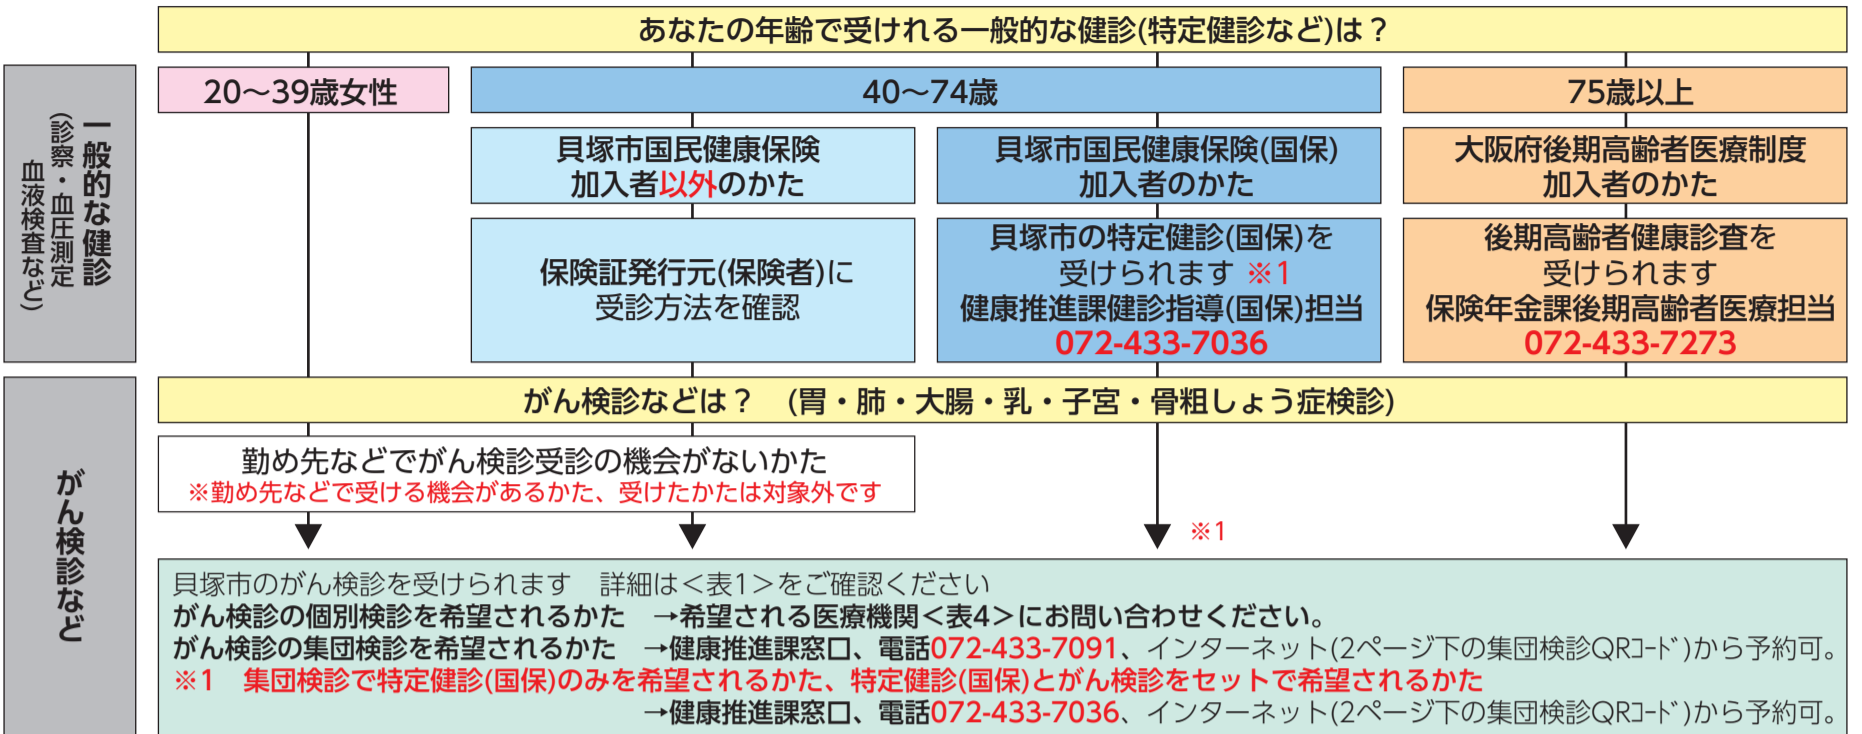 あなたの年齢で受けれる一般的な健診(特定健診など)は？
一般的な健診
(診察・血圧測定
血液検査など)
20～39歳女性
40～74歳
75歳以上
貝塚市国民健康保険
加入者以外のかた
貝塚市国民健康保険(国保)
加入者のかた
大阪府後期高齢者医療制度
加入者のかた
保険証発行元(保険者)に
受診方法を確認
貝塚市の特定健診(国保)を
受けられます ※1
健康推進課健診指導(国保)担当
072-433-7036
後期高齢者健康診査を
受けられます
保険年金課後期高齢者医療担当
072-433-7273
がん検診など
がん検診などは？　(胃・肺・大腸・乳・子宮・骨粗しょう症検診)
勤め先などでがん検診受診の機会がないかた
※勤め先などで受ける機会があるかた、受けたかたは対象外です
※1
貝塚市のがん検診を受けられます　詳細は＜表1＞をご確認ください
がん検診の個別検診を希望されるかた　→希望される医療機関＜表4＞にお問い合わせください。
がん検診の集団検診を希望されるかた　→健康推進課窓口、電話072-433-7091、インターネット(2ページ下の集団検診QRｺｰﾄﾞ)から予約可。
※1　集団検診で特定健診(国保)のみを希望されるかた、特定健診(国保)とがん検診をセットで希望されるかた
→健康推進課窓口、電話072-433-7036、インターネット(2ページ下の集団検診QRｺｰﾄﾞ)から予約可。